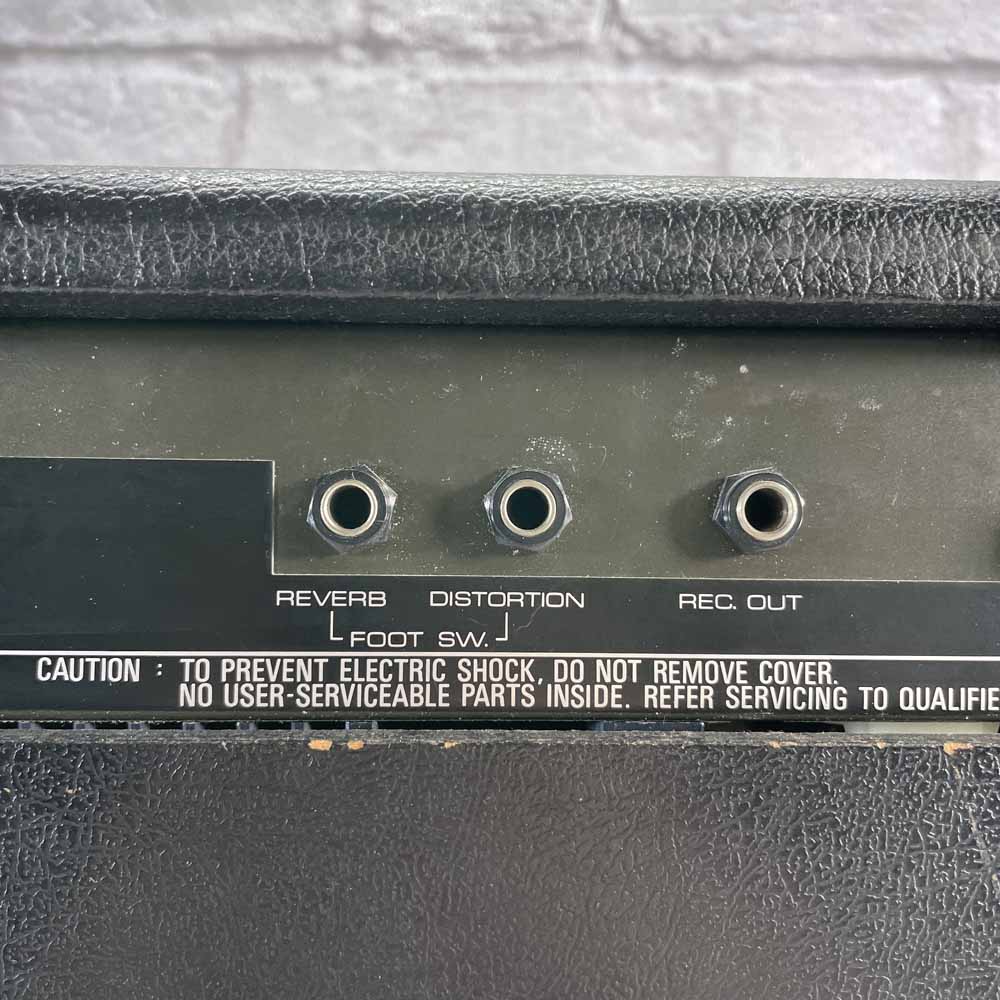 REVERB DISTORTION REC. OUT
FOOT SW.
CAUTION : TO PREVENT ELECTRIC SHOCK, DO NOT REMOVE COVER.
NO USER-SERVICEABLE PARTS INSIDE. REFER SERVICING TO QUALIFIE